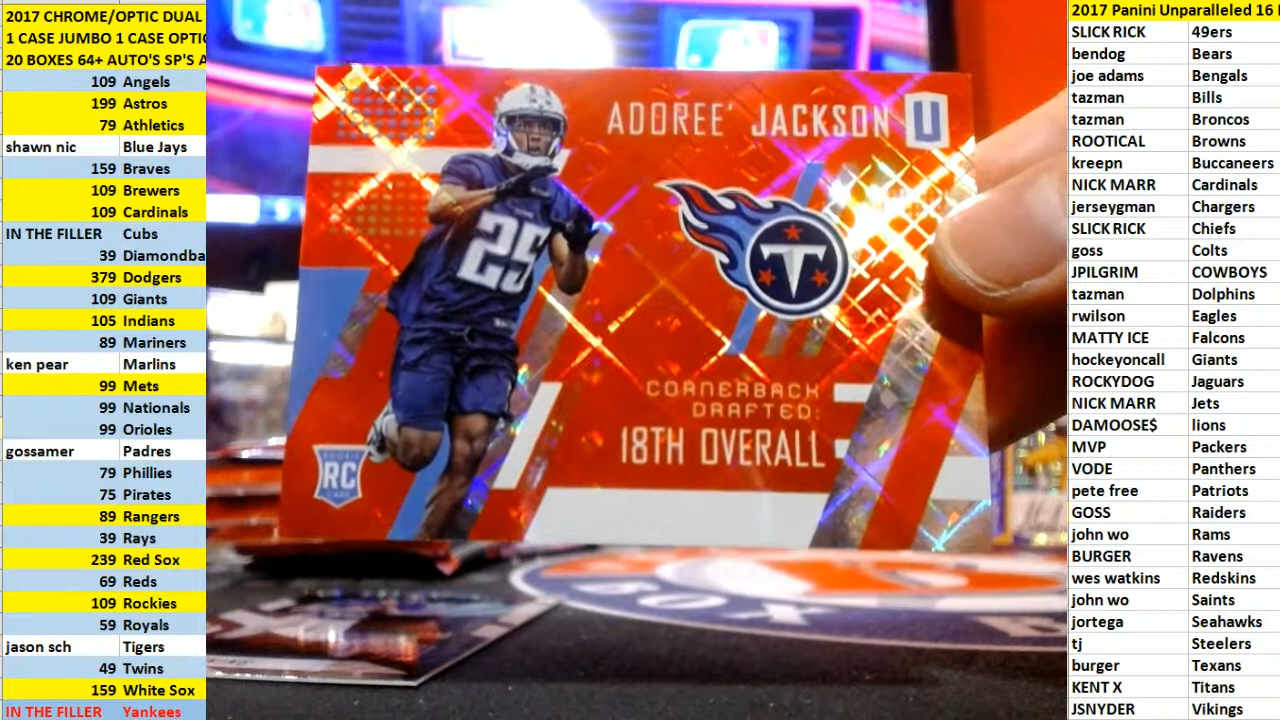 2017 CHROME/OPTIC DUAL
1 CASE JUMBO 1 CASE OPTIC
20 BOXES 64+ AUTO'S SP'S A
109 Angels
199 Astros
79 Athletics
shawn nic Blue Jays
159 Braves
109 Brewers
109 Cardinals
IN THE FILLER Cubs
39 Diamondba
379 Dodgers
109 Giants
105 Indians
89 Mariners
ken pear Marlins
99 Mets
99 Nationals
99 Orioles
gossamer Padres
79 Phillies
75 Pirates
89 Rangers
39 Rays
239 Red Sox
69 Reds
109 Rockies
59 Royals
jason sch Tigers
49 Twins
159 White Sox
IN THE FILLER Yankees
ADOREE' JACKSON U
25
T
CORNERBACK
DRAFTED:
18TH OVERALL
ROOKIE
RC
CARD
BOX
2017 Panini Unparalleled 16
SLICK RICK 49ers
bendog Bears
joe adams Bengals
tazman Bills
tazman Broncos
ROOTICAL Browns
kreepn Buccaneers
NICK MARR Cardinals
jerseygman Chargers
SLICK RICK Chiefs
goss Colts
JPILGRIM COWBOYS
tazman Dolphins
rwilson Eagles
MATTY ICE Falcons
hockeyoncall Giants
ROCKYDOG Jaguars
NICK MARR Jets
DAMOOSE$ lions
MVP Packers
VODE Panthers
pete free Patriots
GOSS Raiders
john wo Rams
BURGER Ravens
wes watkins Redskins
john wo Saints
jortega Seahawks
tj Steelers
burger Texans
KENT X Titans
JSNYDER Vikings